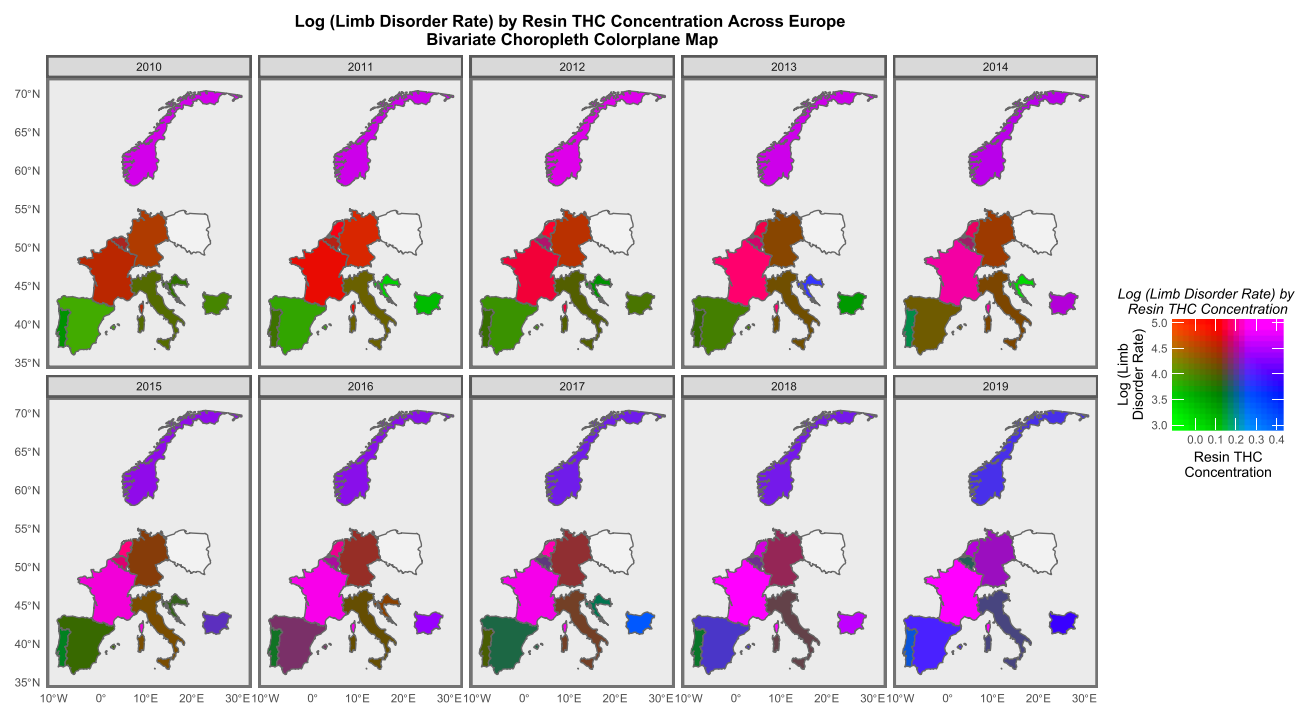 Log (Limb Disorder Rate) by Resin THC Concentration Across Europe
Bivariate Choropleth Colorplane Map
2010 2011 2012 2013 2014
70°N
65°N
60°N
55°N
50°N
45°N
40°N
35°N
2015 2016 2017 2018 2019
70°N
65°N
60°N
55°N
50°N
45°N
40°N
35°N
10°W 0° 10°E 20°E 30°E 10°W 0° 10°E 20°E 30°E 10°W 0° 10°E 20°E 30°E 10°W 0° 10°E 20°E 30°E 10°W 0° 10°E 20°E 30°E
Log (Limb Disorder Rate) by
Resin THC Concentration
Log (Limb
Disorder Rate)
5.0
4.5
4.0
3.5
3.0
0.0 0.1 0.2 0.3 0.4
Resin THC
Concentration